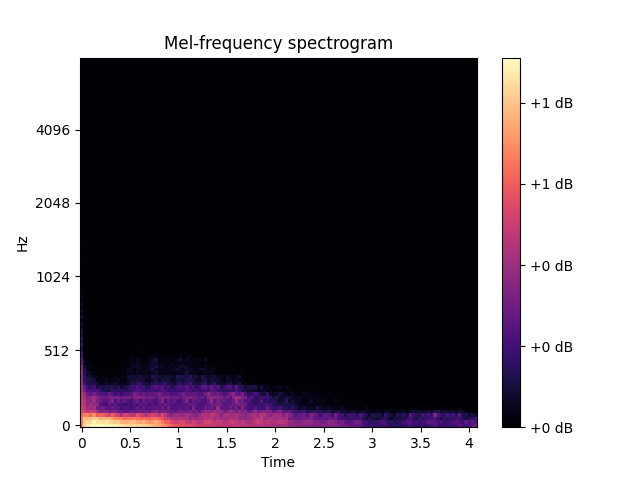 Mel-frequency spectrogram
Hz
4096
2048
1024
512
0
0
0.5
1
1.5
2
2.5
3
3.5
4
Time
+1 dB
+1 dB
+0 dB
+0 dB
+0 dB